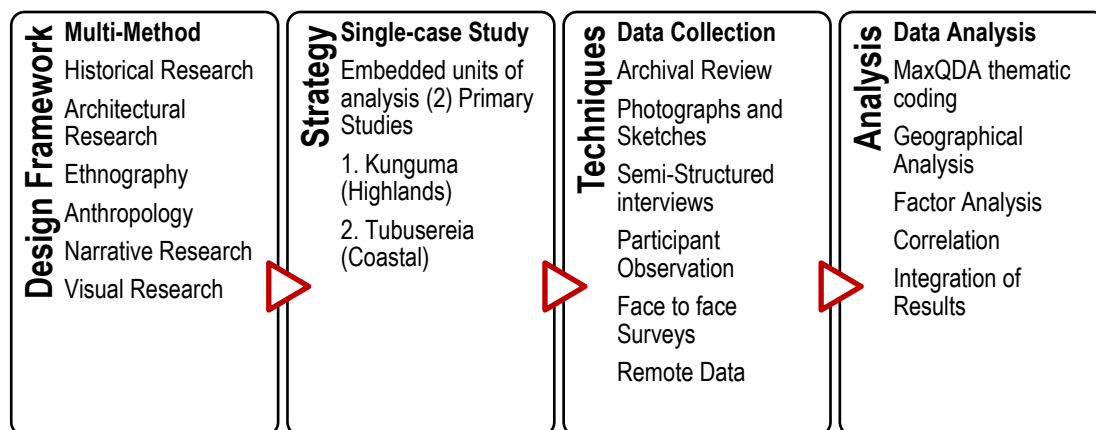 Design Framework
Multi-Method
Historical Research
Architectural
Research
Ethnography
Anthropology
Narrative Research
Visual Research
Strategy
Single-case Study
Embedded units of
analysis (2) Primary
Studies
1. Kunguma
(Highlands)
2. Tubusereia
(Coastal)
Techniques
Data Collection
Archival Review
Photographs and
Sketches
Semi-Structured
interviews
Participant
Observation
Face to face
Surveys
Remote Data
Analysis
Data Analysis
MaxQDA thematic
coding
Geographical
Analysis
Factor Analysis
Correlation
Integration of
Results